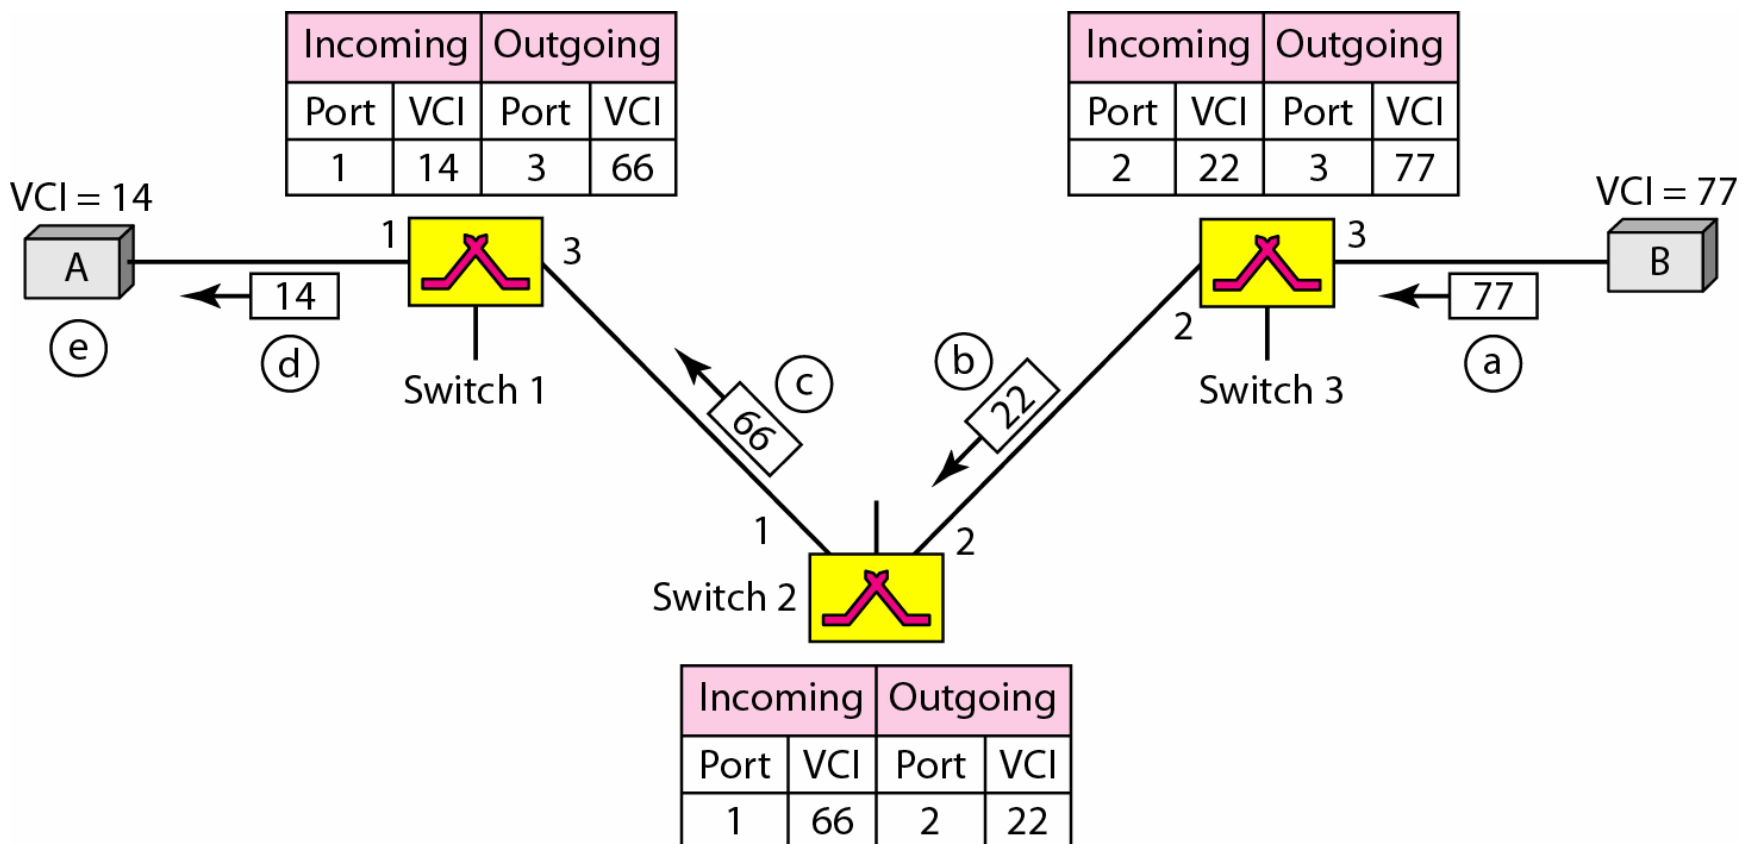 Incoming Outgoing
Port VCI Port VCI
1 14 3 66
Incoming Outgoing
Port VCI Port VCI
2 22 3 77
VCI = 14
VCI = 77
A
1
3
14
e
d
Switch 1
66
c
b
22
2
3
Switch 3
77
a
B
1
2
Switch 2
Incoming Outgoing
Port VCI Port VCI
1 66 2 22